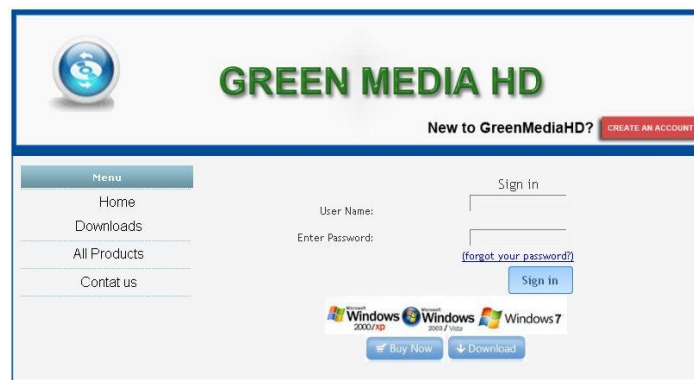 GREEN MEDIA HD
New to GreenMediaHD? CREATE AN ACCOUNT
Menu
Home
Downloads
All Products
Contat us
Sign in
User Name:
Enter Password:
(forgot your password?)
Sign in
Microsoft Windows 2000/xp
Microsoft Windows 2003 / Vista
Windows 7
Buy Now
Download